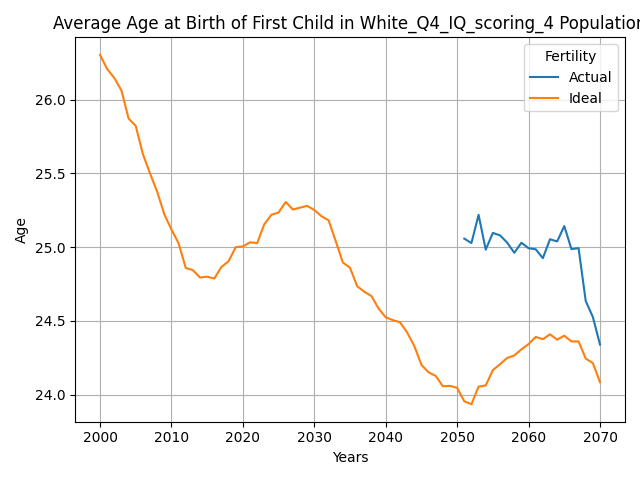 Average Age at Birth of First Child in White_Q4_IQ_scoring_4 Population
Fertility
Actual
Ideal
26.0
25.5
25.0
24.5
24.0
Age
2000 2010 2020 2030 2040 2050 2060 2070
Years